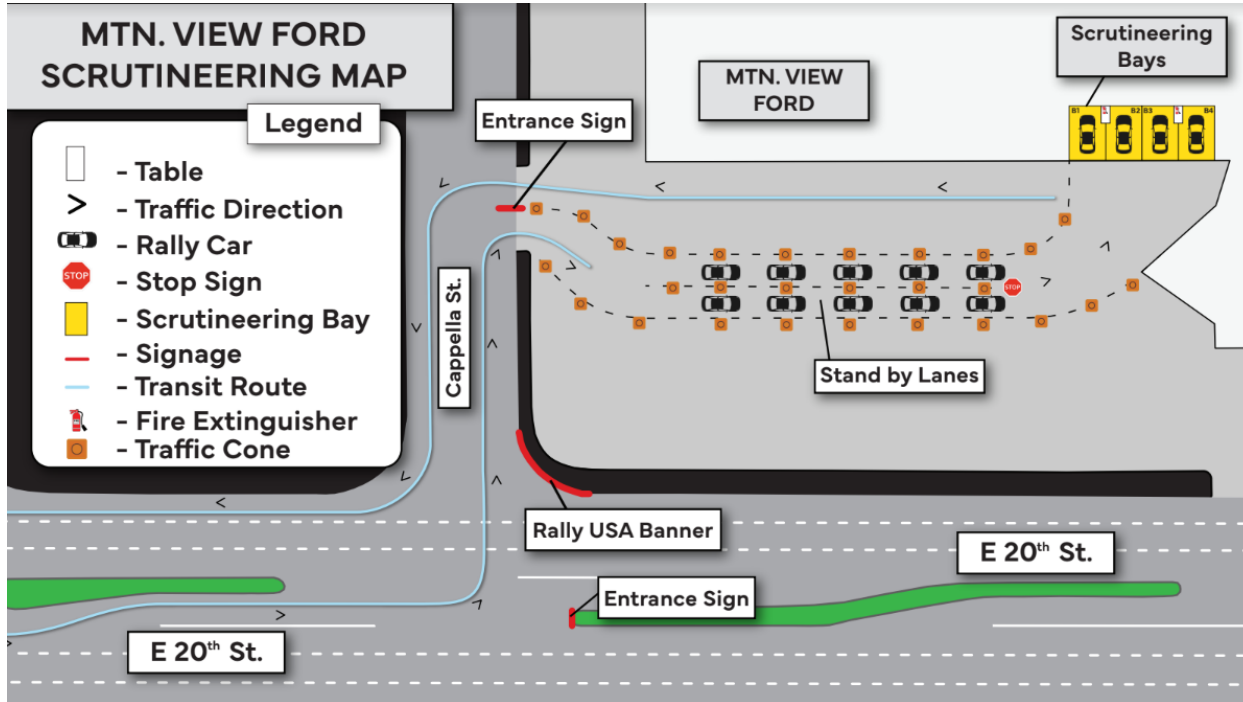 MTN. VIEW FORD
SCRUTINEERING MAP
Legend
- Table
- Traffic Direction
- Rally Car
STOP
- Stop Sign
- Scrutineering Bay
- Signage
- Transit Route
- Fire Extinguisher
- Traffic Cone
Entrance Sign
MTN. VIEW
FORD
Scrutineering
Bays
B1
B2
B3
B4
Cappella St.
STOP
Stand by Lanes
Rally USA Banner
E 20th St.
Entrance Sign
E 20th St.